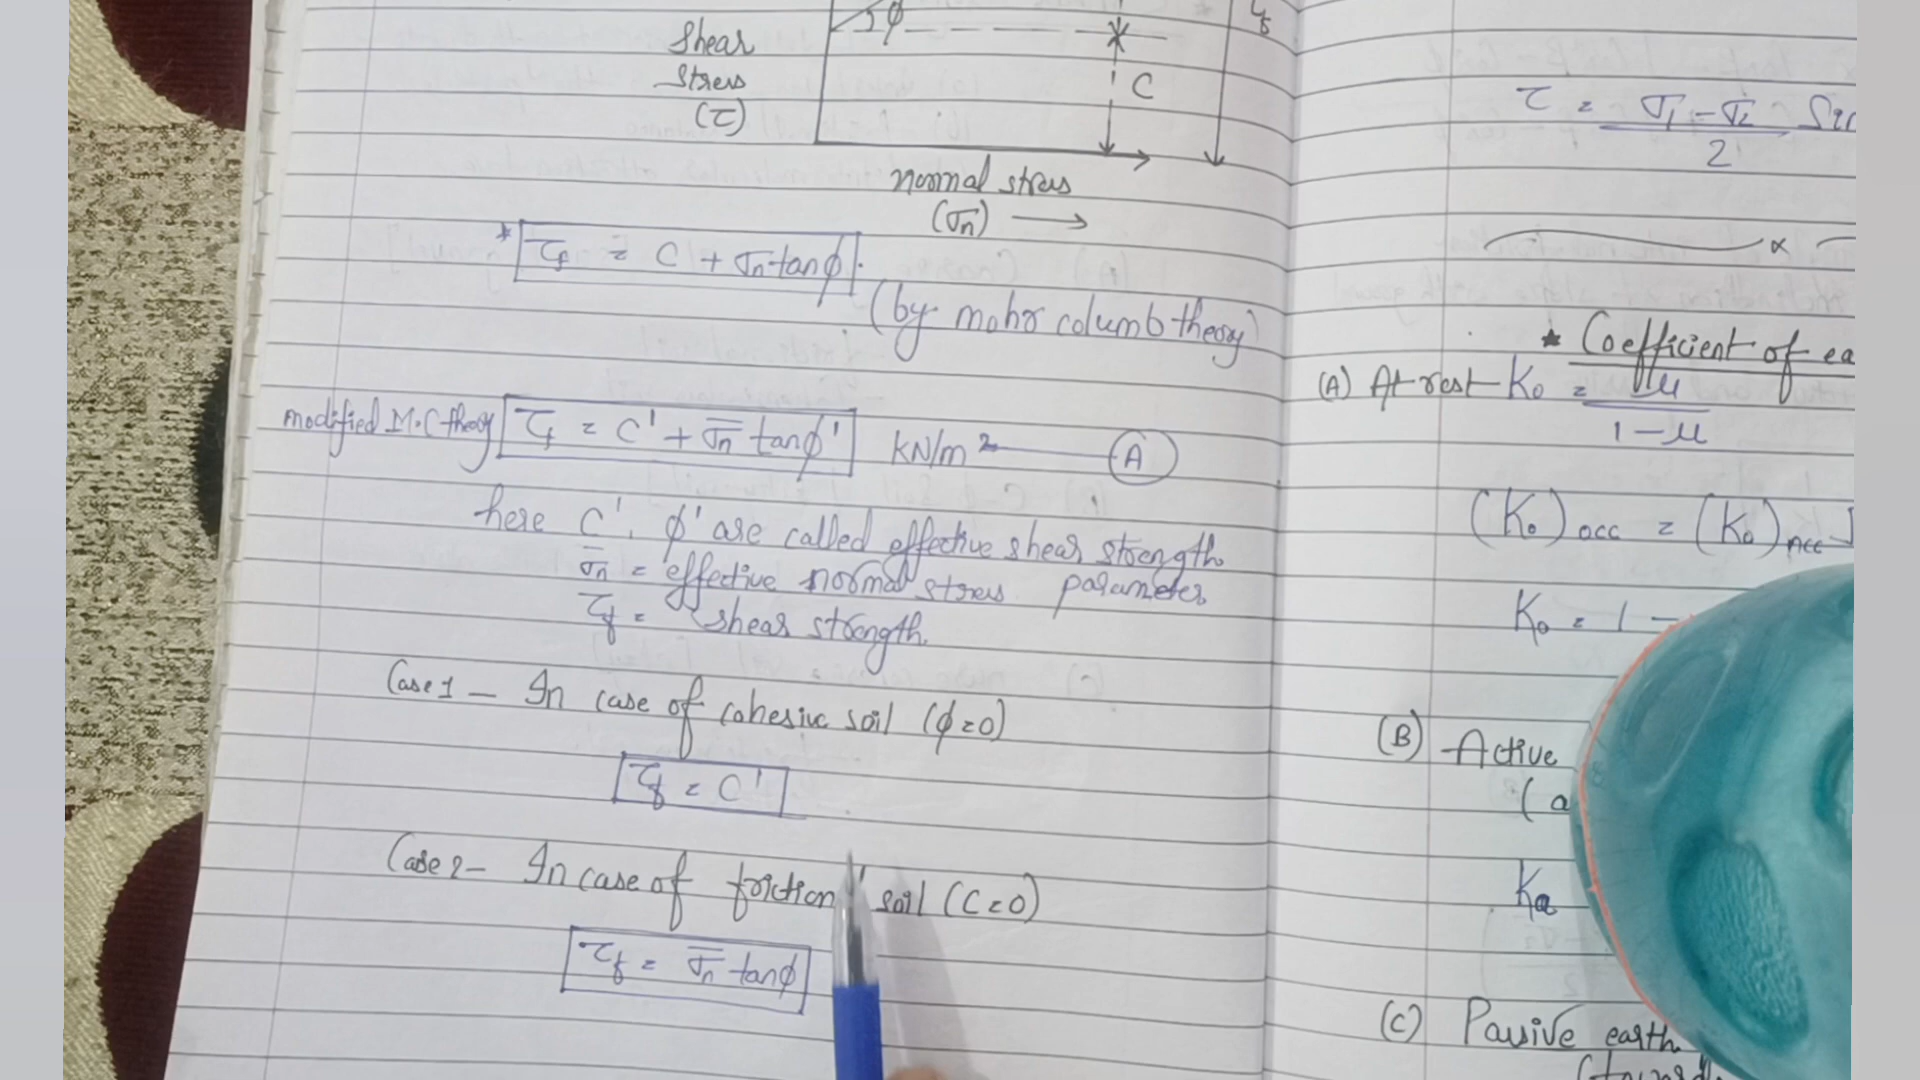 Shear
Stress
(τ)
ϕ
C
normal stress
(σn) →
* τf = C + σn tanϕ.
(by mohr columb theory)
modified M.C theory τf = C' + σ̅n tanϕ' kN/m² — (A)
here C', ϕ' are called effective shear strength
parameter
σ̅n = effective normal stress
τf = shear strength.
Case 1 - In case of cohesive soil (ϕ=0)
τf = C'
Case 2 - In case of friction soil (C=0)
τf = σ̅n tanϕ
τ = σ1 - σ2 / 2
∝
* Coefficient of ea
(A) At rest K₀ = μ / 1-μ
(K₀)occ = (K₀)ncc
K₀ = 1 -
(B) Active
(a
Ka
(C) Passive earth